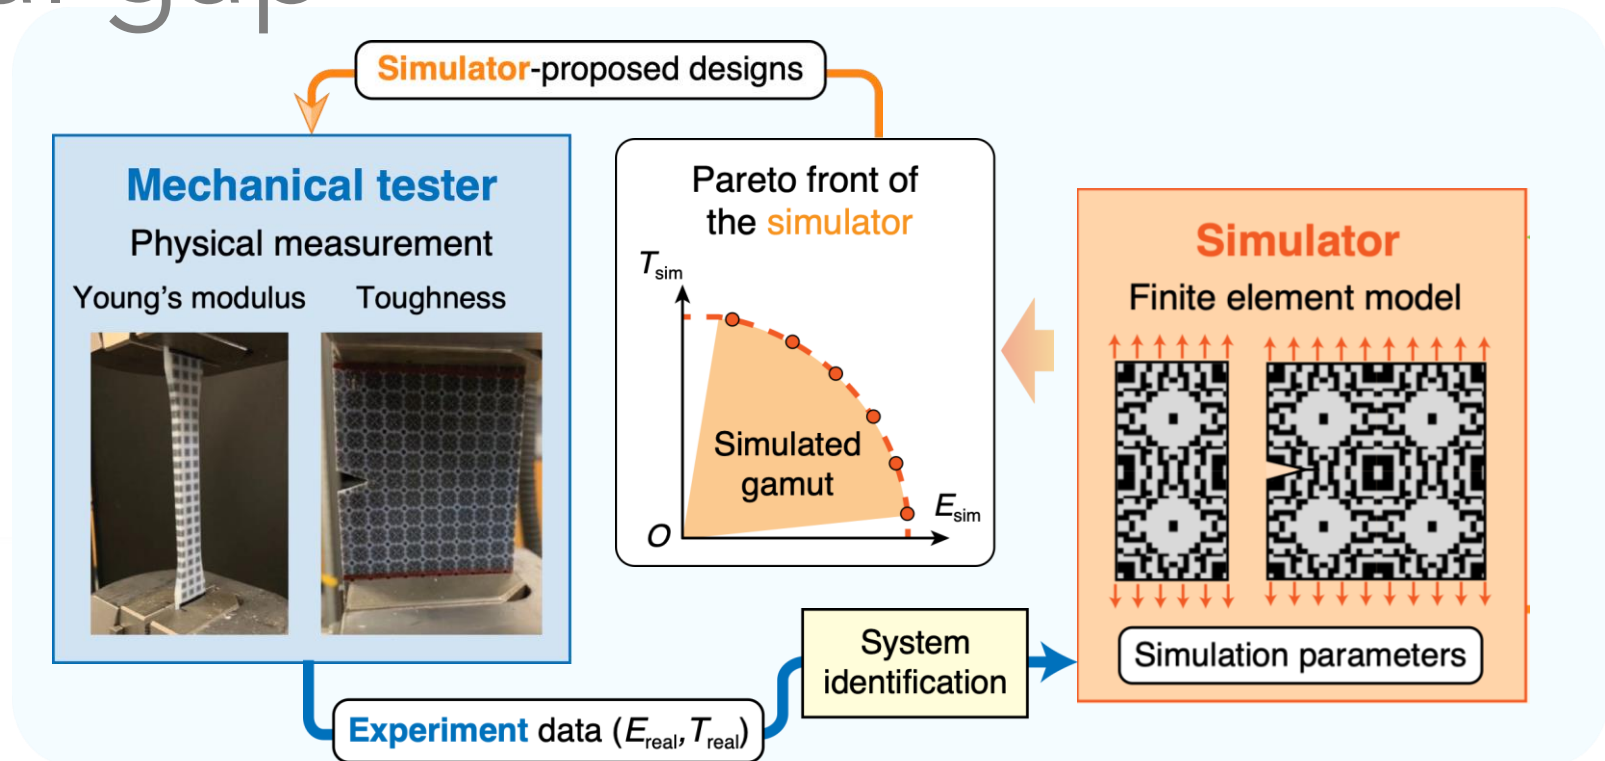 gap
Simulator-proposed designs
Mechanical tester
Physical measurement
Young's modulus
Toughness
Pareto front of
the simulator
Tsim
Simulated
gamut
Esim
O
Simulator
Finite element model
Simulation parameters
System
identification
Experiment data (Ereal,Treal)